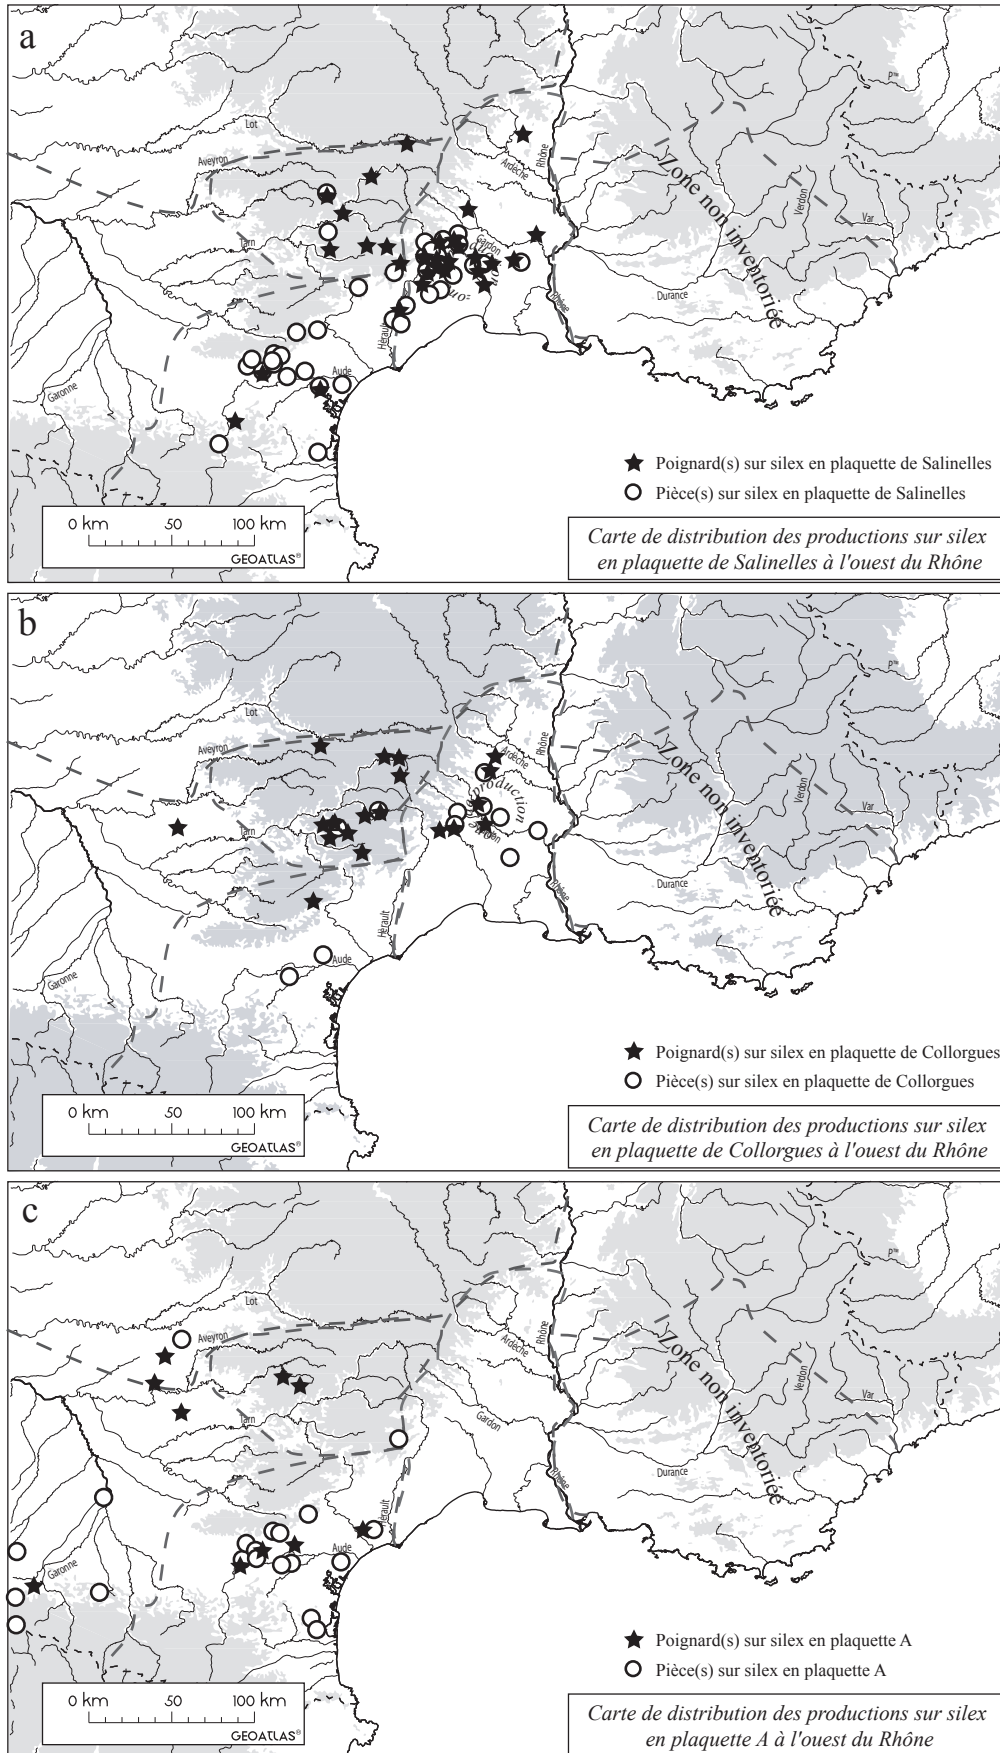 a
Lot
Aveyron
Ardèche
Rhône
Tarn
Gardon
Zone non inventoriée
Verdon
Var
Durance
Rhône
Hérault
Aude
Garonne
Poignard(s) sur silex en plaquette de Salinelles
Pièce(s) sur silex en plaquette de Salinelles
0 km 50 100 km
GEOATLAS®
Carte de distribution des productions sur silex
en plaquette de Salinelles à l'ouest du Rhône
b
Lot
Aveyron
Ardèche
Rhône
Tarn
production
Zone non inventoriée
Verdon
Var
Durance
Rhône
Hérault
Aude
Garonne
Poignard(s) sur silex en plaquette de Collorgues
Pièce(s) sur silex en plaquette de Collorgues
0 km 50 100 km
GEOATLAS®
Carte de distribution des productions sur silex
en plaquette de Collorgues à l'ouest du Rhône
c
Lot
Aveyron
Ardèche
Rhône
Tarn
Gardon
Zone non inventoriée
Verdon
Var
Durance
Rhône
Hérault
Aude
Garonne
Poignard(s) sur silex en plaquette A
Pièce(s) sur silex en plaquette A
0 km 50 100 km
GEOATLAS®
Carte de distribution des productions sur silex
en plaquette A à l'ouest du Rhône